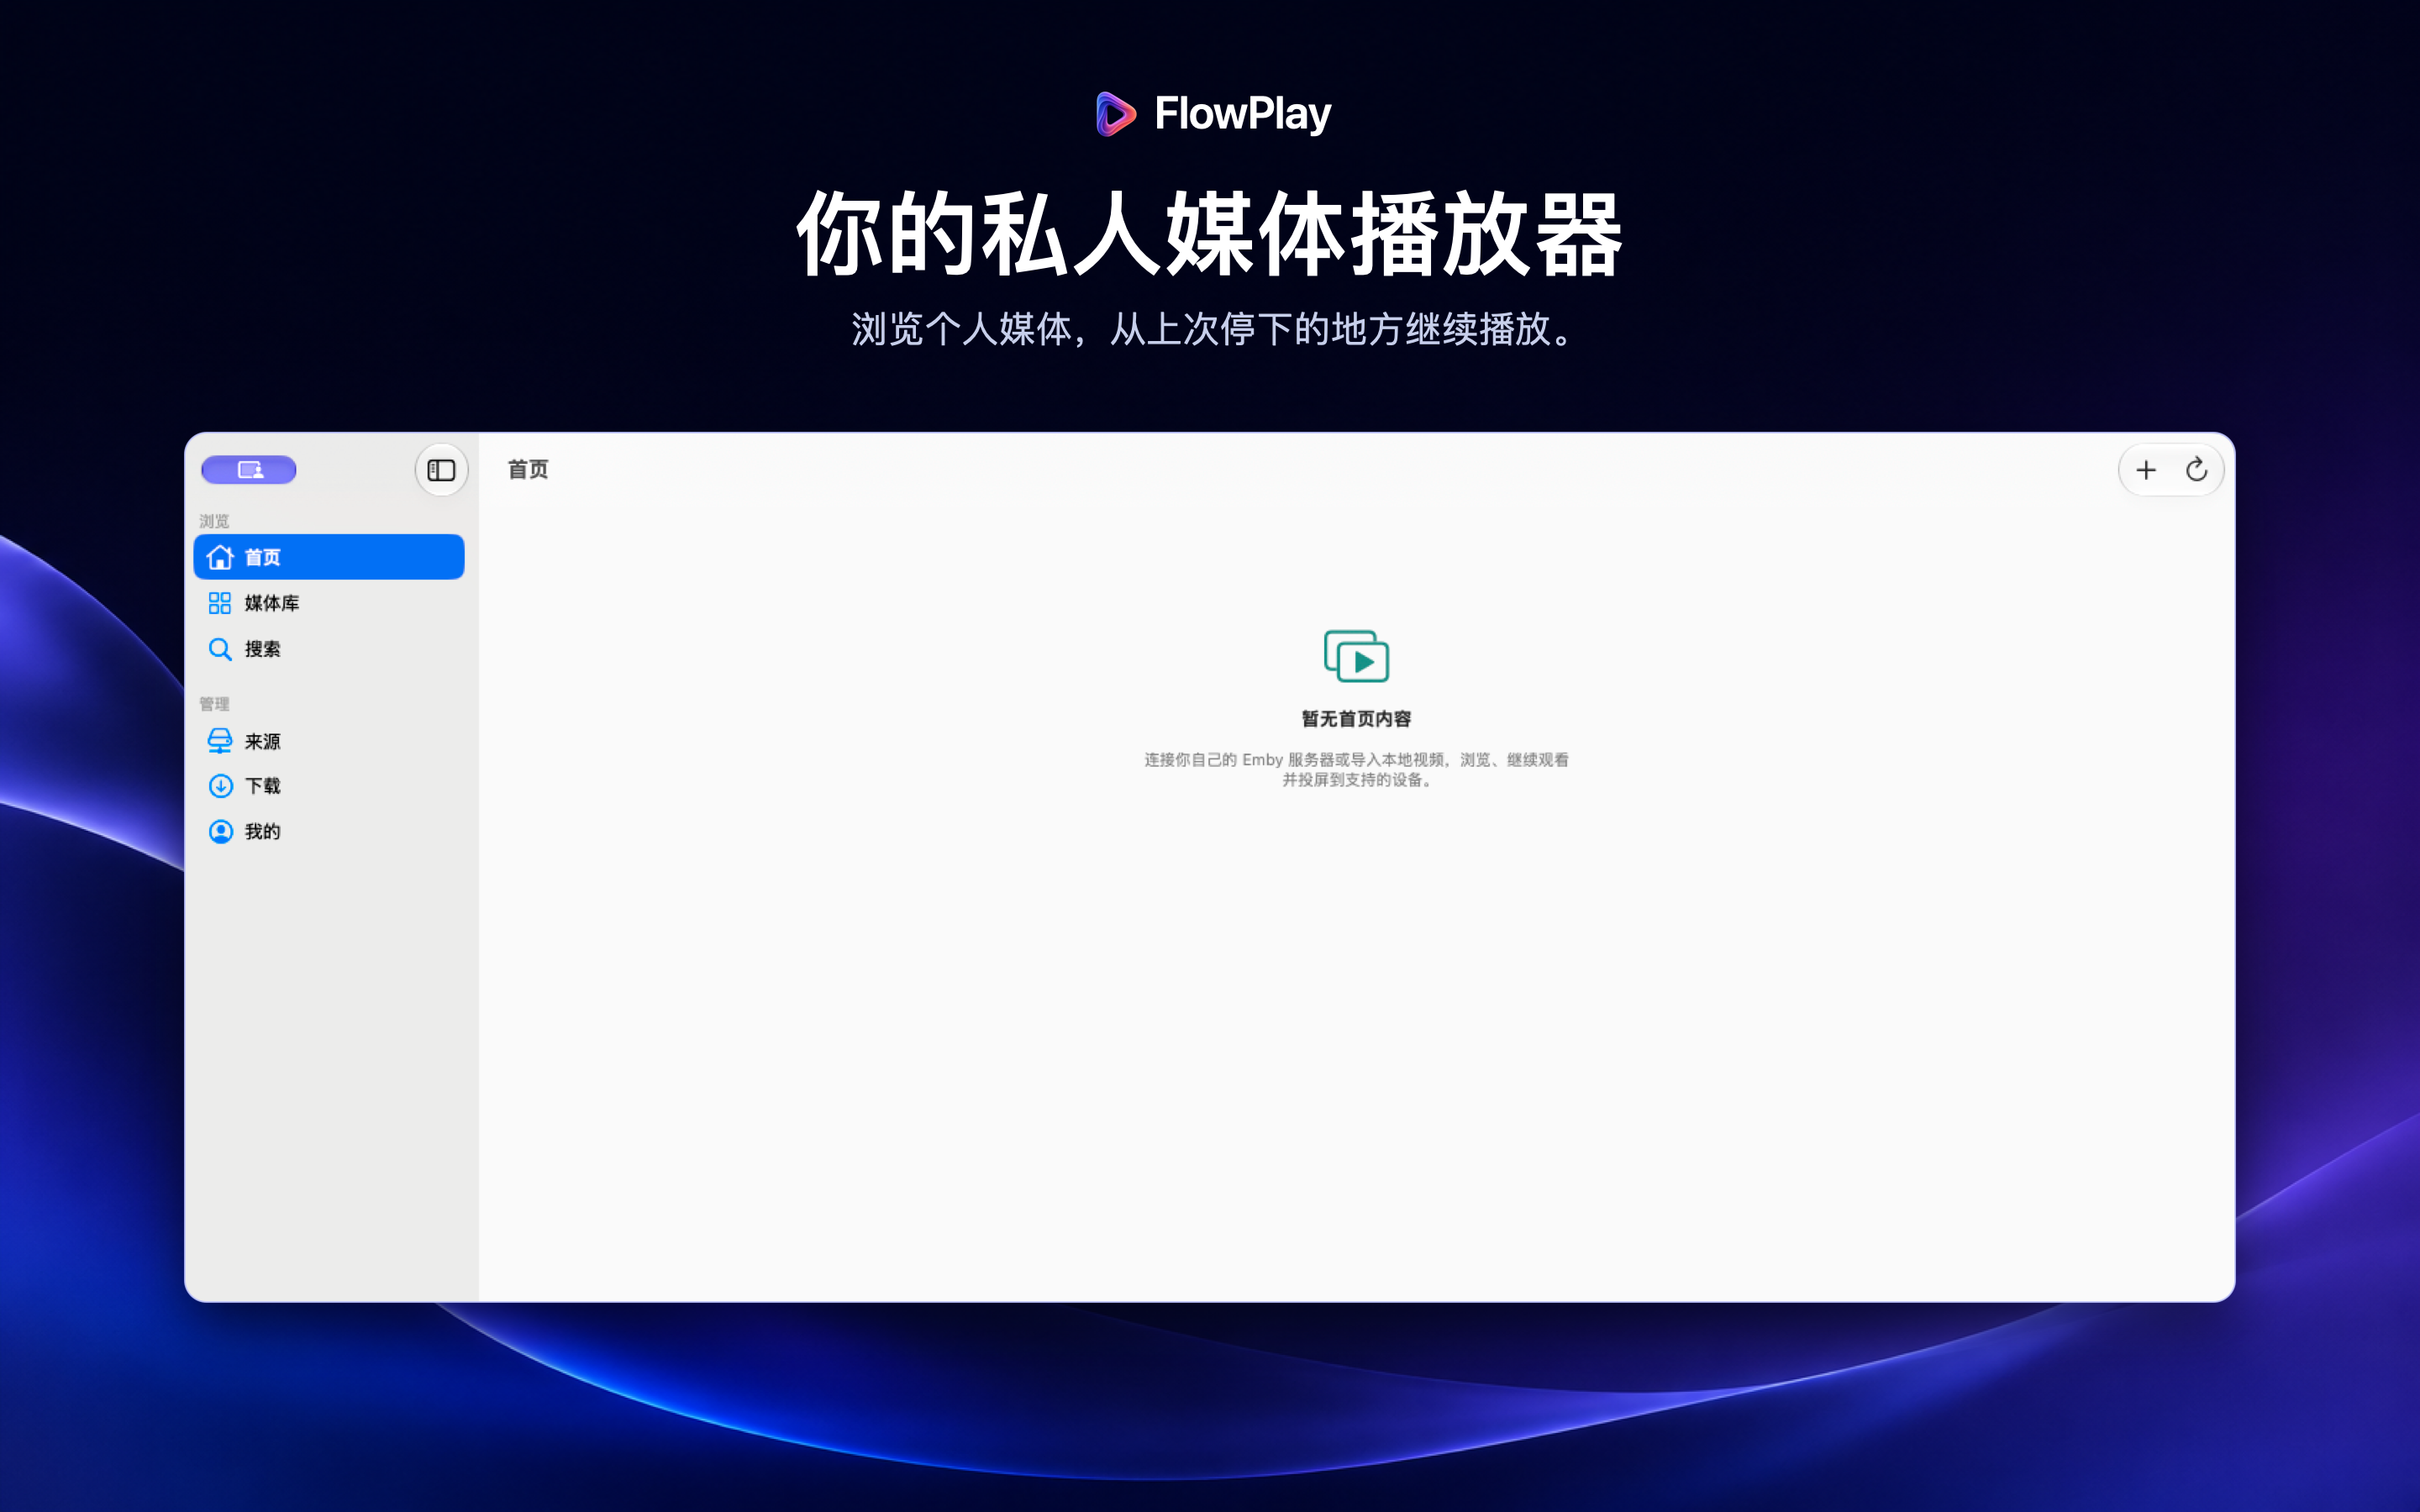 FlowPlay
你的私人媒体播放器
浏览个人媒体，从上次停下的地方继续播放。
首页
浏览
首页
媒体库
搜索
管理
来源
下载
我的
暂无首页内容
连接你自己的 Emby 服务器或导入本地视频，浏览、继续观看
并投屏到支持的设备。